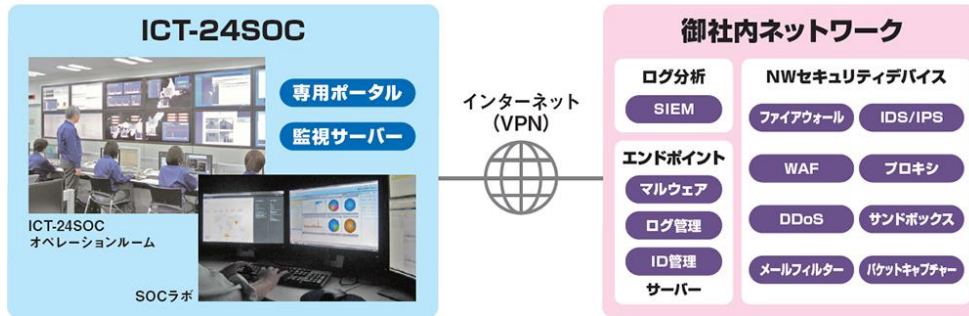 ICT-24SOC
専用ポータル
監視サーバー
ICT-24SOC
オペレーションルーム
SOCラボ
インターネット
(VPN)
御社内ネットワーク
ログ分析
SIEM
エンドポイント
マルウェア
ログ管理
ID管理
サーバー
NWセキュリティデバイス
ファイアウォール
IDS/IPS
WAF
プロキシ
DDoS
サンドボックス
メールフィルター
パケットキャプチャー